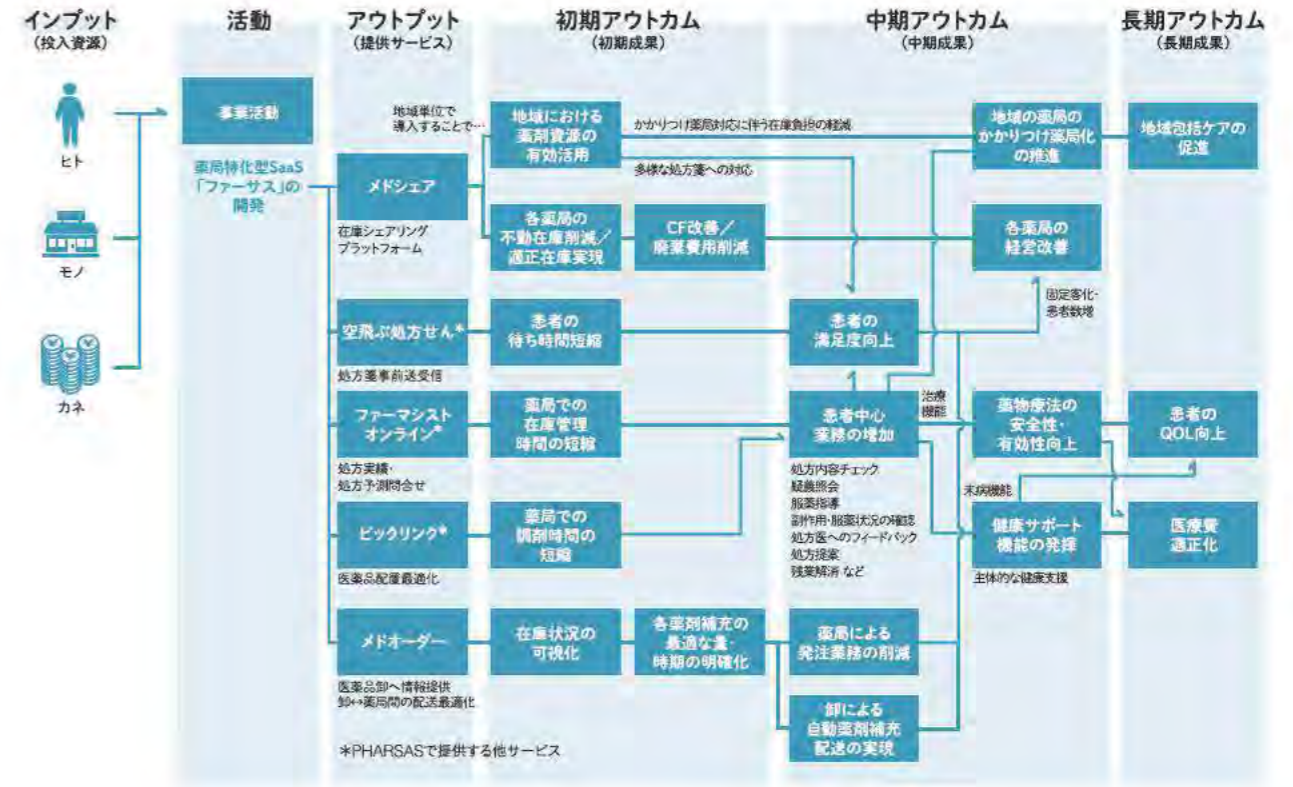 インプット
(投入資源)
活動
アウトプット
(提供サービス)
初期アウトカム
(初期成果)
中期アウトカム
(中期成果)
長期アウトカム
(長期成果)
ヒト
モノ
カネ
事業活動
薬局特化型SaaS
「ファーサス」の
開発
地域単位で
導入することで…
メドシェア
在庫シェアリング
プラットフォーム
空飛ぶ処方せん*
処方箋事前送受信
ファーマシスト
オンライン*
処方実績・
処方予測問合せ
ピックリンク*
医薬品配置最適化
メドオーダー
医薬品卸へ情報提供
卸↔薬局間の配送最適化
*PHARSASで提供する他サービス
地域における
薬剤資源の
有効活用
かかりつけ薬局対応に伴う在庫負担の軽減
多様な処方箋への対応
各薬局の
不動在庫削減／
適正在庫実現
CF改善／
廃棄費用削減
患者の
待ち時間短縮
薬局での
在庫管理
時間の短縮
薬局での
調剤時間の
短縮
在庫状況の
可視化
各薬剤補充の
最適な量・
時期の明確化
患者の
満足度向上
患者中心
業務の増加
処方内容チェック
疑義照会
服薬指導
副作用・服薬状況の確認
処方医へのフィードバック
処方提案
残薬解消 など
薬局による
発注業務の削減
卸による
自動薬剤補充
配送の実現
地域の薬局の
かかりつけ薬局化
の推進
各薬局の
経営改善
固定客化・
患者数増
治療
機能
薬物療法の
安全性・
有効性向上
未病機能
健康サポート
機能の発揮
主体的な健康支援
地域包括ケアの
促進
患者の
QOL向上
医療費
適正化